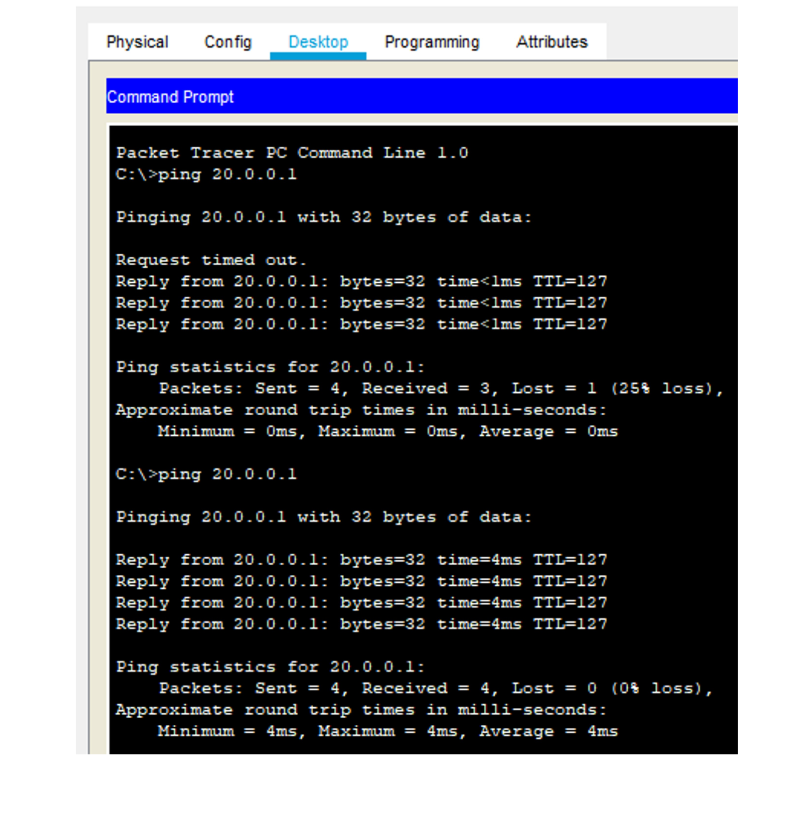 Physical Config Desktop Programming Attributes
Command Prompt
Packet Tracer PC Command Line 1.0
C:\>ping 20.0.0.1
Pinging 20.0.0.1 with 32 bytes of data:
Request timed out.
Reply from 20.0.0.1: bytes=32 time<1ms TTL=127
Reply from 20.0.0.1: bytes=32 time<1ms TTL=127
Reply from 20.0.0.1: bytes=32 time<1ms TTL=127
Ping statistics for 20.0.0.1:
Packets: Sent = 4, Received = 3, Lost = 1 (25% loss),
Approximate round trip times in milli-seconds:
Minimum = 0ms, Maximum = 0ms, Average = 0ms
C:\>ping 20.0.0.1
Pinging 20.0.0.1 with 32 bytes of data:
Reply from 20.0.0.1: bytes=32 time=4ms TTL=127
Reply from 20.0.0.1: bytes=32 time=4ms TTL=127
Reply from 20.0.0.1: bytes=32 time=4ms TTL=127
Reply from 20.0.0.1: bytes=32 time=4ms TTL=127
Ping statistics for 20.0.0.1:
Packets: Sent = 4, Received = 4, Lost = 0 (0% loss),
Approximate round trip times in milli-seconds:
Minimum = 4ms, Maximum = 4ms, Average = 4ms